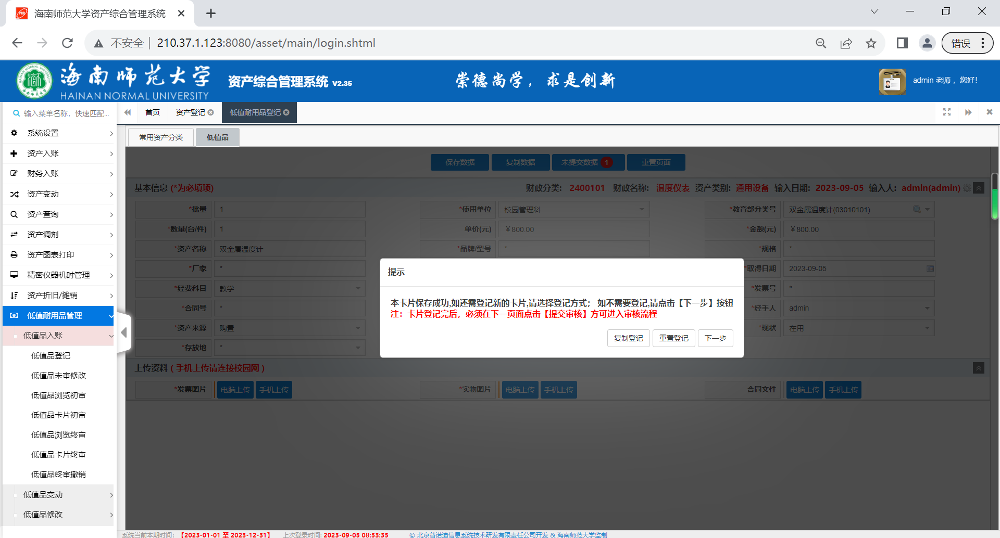 海南师范大学资产综合管理系统
不安全 210.37.1.123:8080/asset/main/login.shtml
错误
海南师范大学
HAINAN NORMAL UNIVERSITY
资产综合管理系统 V2.35
崇德尚学，求是创新
admin 老师 ，您好!
输入菜单名称，快速匹配...
首页
资产登记
低值耐用品登记
系统设置
资产入账
财务入账
资产变动
资产查询
资产调剂
资产图表打印
精密仪器机时管理
资产折旧/摊销
低值耐用品管理
低值品入账
低值品登记
低值品未审修改
低值品浏览初审
低值品卡片初审
低值品浏览终审
低值品卡片终审
低值品终审撤销
低值品变动
低值品修改
常用资产分类
低值品
保存数据
复制数据
未提交数据 1
重置页面
基本信息 (*为必填项)
财政分类: 2400101 财政名称: 温度仪表 资产类别: 通用设备 输入日期: 2023-09-05 输入人: admin(admin)
*批量 1
*使用单位 校园管理科
*教育部分类号 双金属温度计(03010101)
*数量(台/件) 1
单价(元) ￥800.00
*金额(元) ￥800.00
*资产名称 双金属温度计
*品牌/型号 *
*规格 *
*厂家 *
*取得日期 2023-09-05
*经费科目 教学
*发票号 *
*合同号 *
*经手人 admin
*资产来源 购置
*现状 在用
*存放地 *
提示
本卡片保存成功,如还需登记新的卡片,请选择登记方式； 如不需要登记,请点击【下一步】按钮
注：卡片登记完后，必须在下一页面点击【提交审核】方可进入审核流程
复制登记
重置登记
下一步
上传资料 ( 手机上传请连接校园网 )
*发票图片 电脑上传 手机上传
*实物图片 电脑上传 手机上传
合同文件 电脑上传 手机上传
系统当前本期时间: 【2023-01-01 至 2023-12-31】 上次登录时间: 2023-09-05 08:53:35 © 北京普诺迪信息系统技术研发有限责任公司开发 & 海南师范大学监制